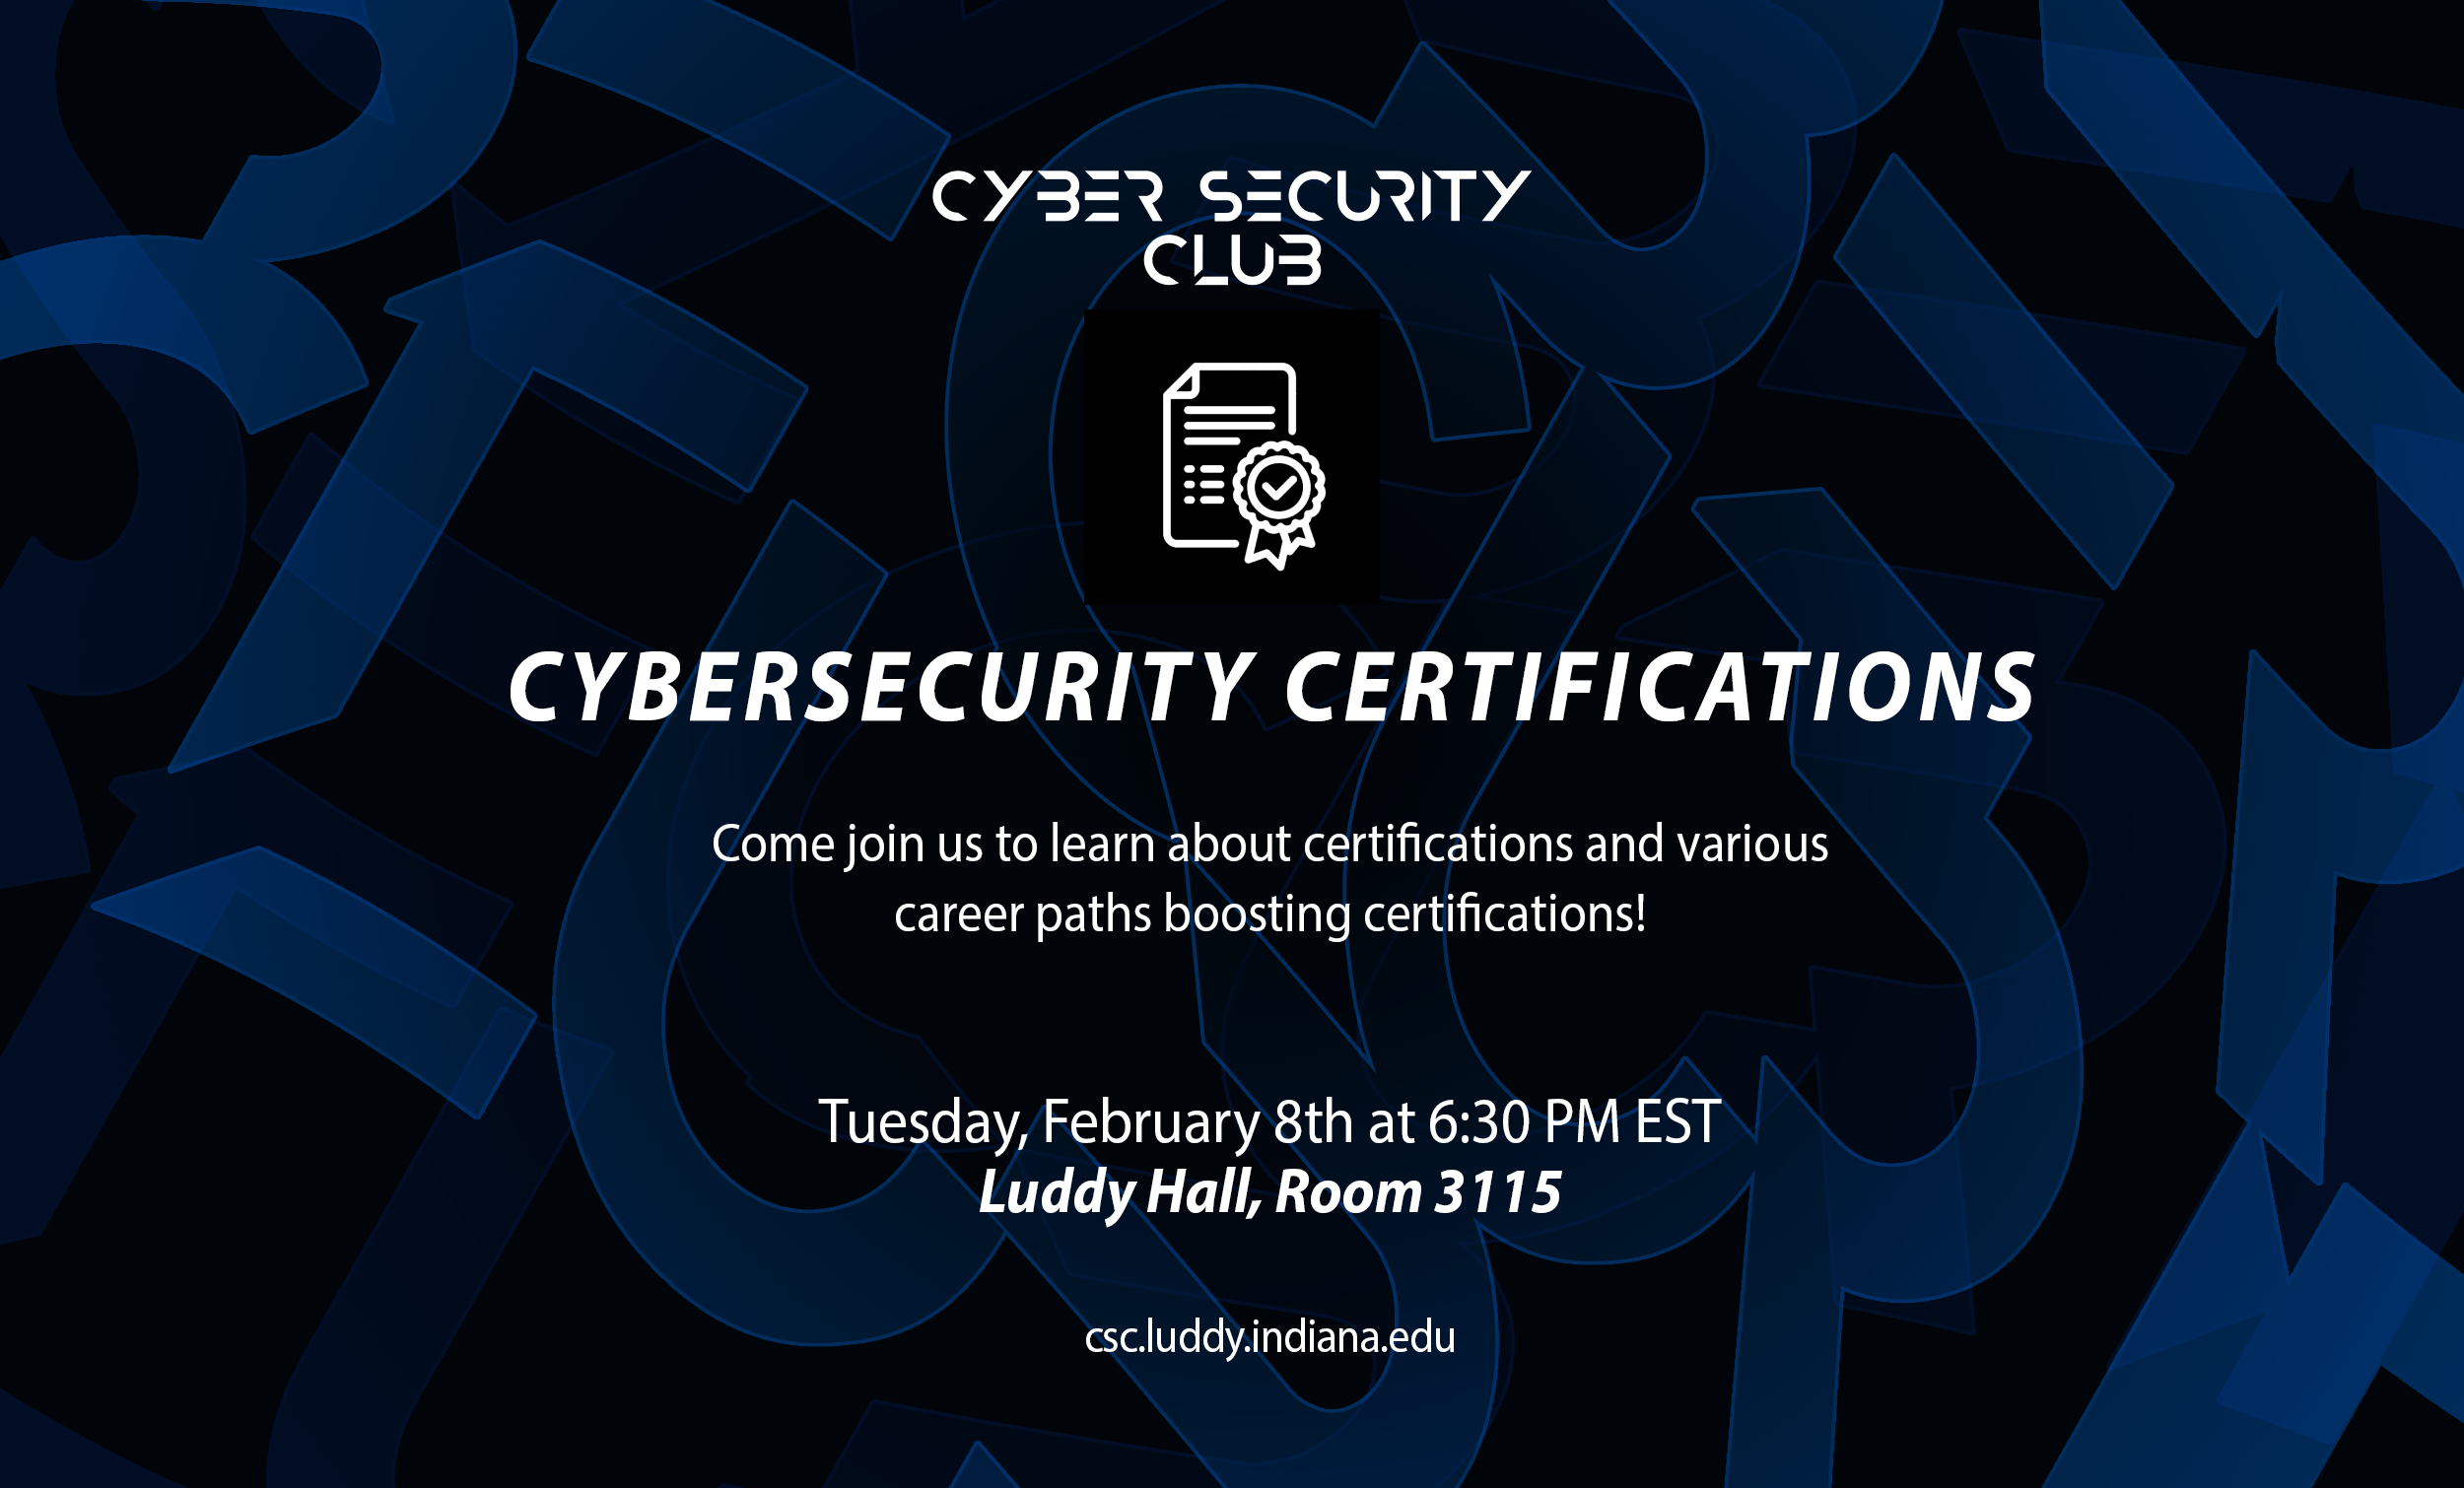 CYBER SECURITY
CLUB
CYBERSECURITY CERTIFICATIONS
Come join us to learn about certifications and various
career paths boosting certifications!
Tuesday, February 8th at 6:30 PM EST
Luddy Hall, Room 3115
csc.luddy.indiana.edu